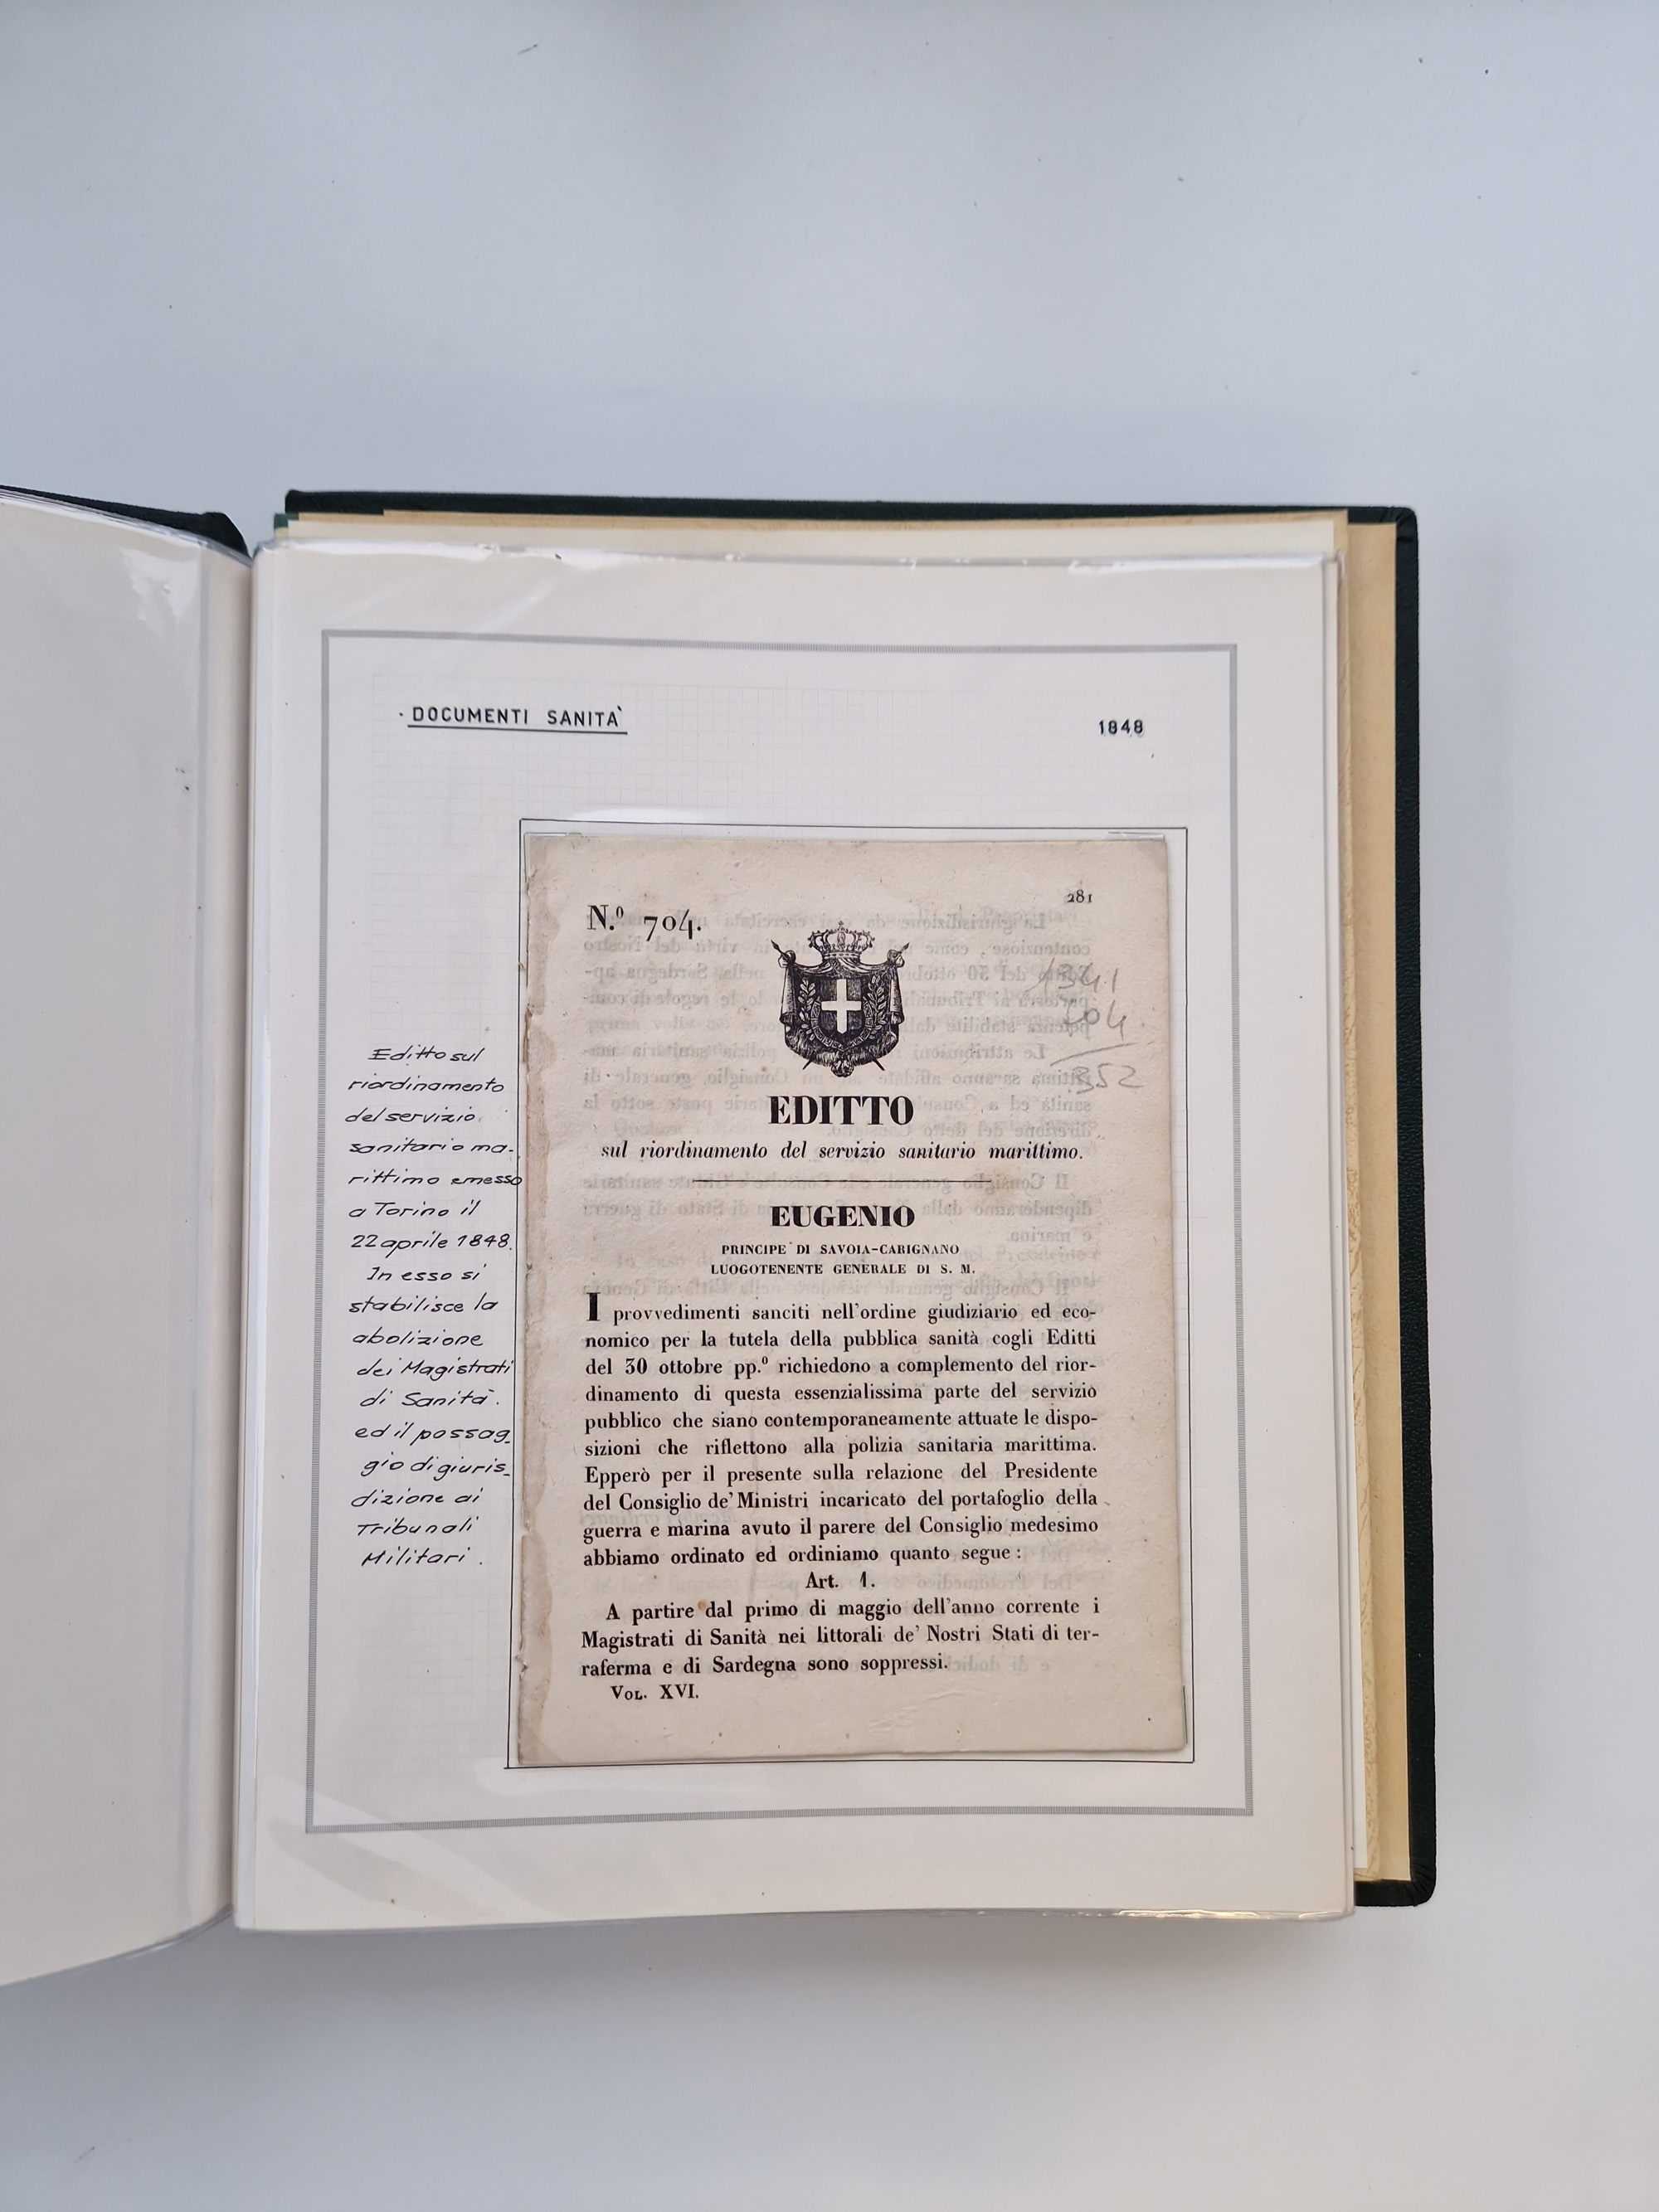 · DOCUMENTI SANITÀ
1848
Editto sul
riordinamento
del servizio
sanitario ma-
rittimo emesso
a Torino il
22 aprile 1848.
In esso si
stabilisce la
abolizione
dei Magistrati
di Sanità.
ed il passag-
gio di giuris-
dizione ai
Tribunali
Militari.
281
N.º 704.
704
352
EDITTO
sul riordinamento del servizio sanitario marittimo.
EUGENIO
PRINCIPE DI SAVOIA-CARIGNANO
LUOGOTENENTE GENERALE DI S. M.
I provvedimenti sanciti nell'ordine giudiziario ed eco-
nomico per la tutela della pubblica sanità cogli Editti
del 30 ottobre pp.º richiedono a complemento del rior-
dinamento di questa essenzialissima parte del servizio
pubblico che siano contemporaneamente attuate le dispo-
sizioni che riflettono alla polizia sanitaria marittima.
Epperò per il presente sulla relazione del Presidente
del Consiglio de' Ministri incaricato del portafoglio della
guerra e marina avuto il parere del Consiglio medesimo
abbiamo ordinato ed ordiniamo quanto segue :
Art. 1.
A partire dal primo di maggio dell'anno corrente i
Magistrati di Sanità nei littorali de' Nostri Stati di ter-
raferma e di Sardegna sono soppressi.
VOL. XVI.